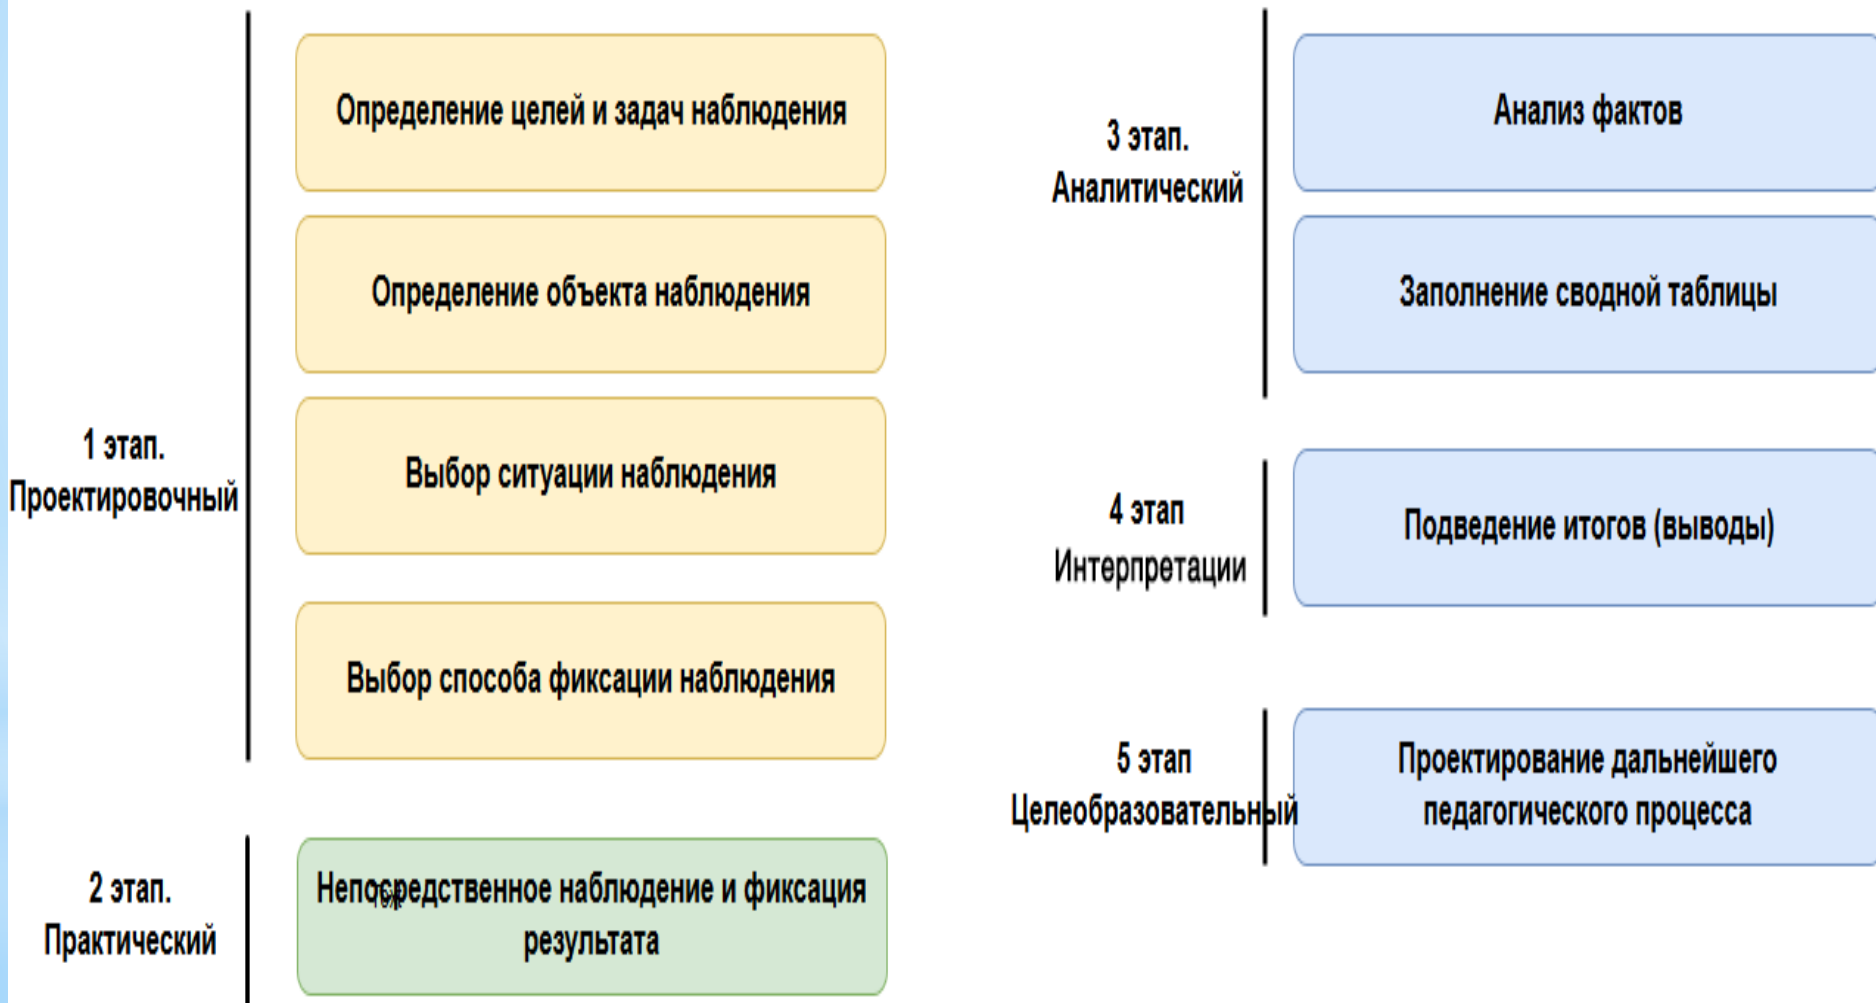 1 этап.
Проектировочный
Определение целей и задач наблюдения
Определение объекта наблюдения
Выбор ситуации наблюдения
Выбор способа фиксации наблюдения
2 этап.
Практический
Непосредственное наблюдение и фиксация
результата
3 этап.
Аналитический
Анализ фактов
Заполнение сводной таблицы
4 этап
Интерпретации
Подведение итогов (выводы)
5 этап
Целеобразовательный
Проектирование дальнейшего
педагогического процесса